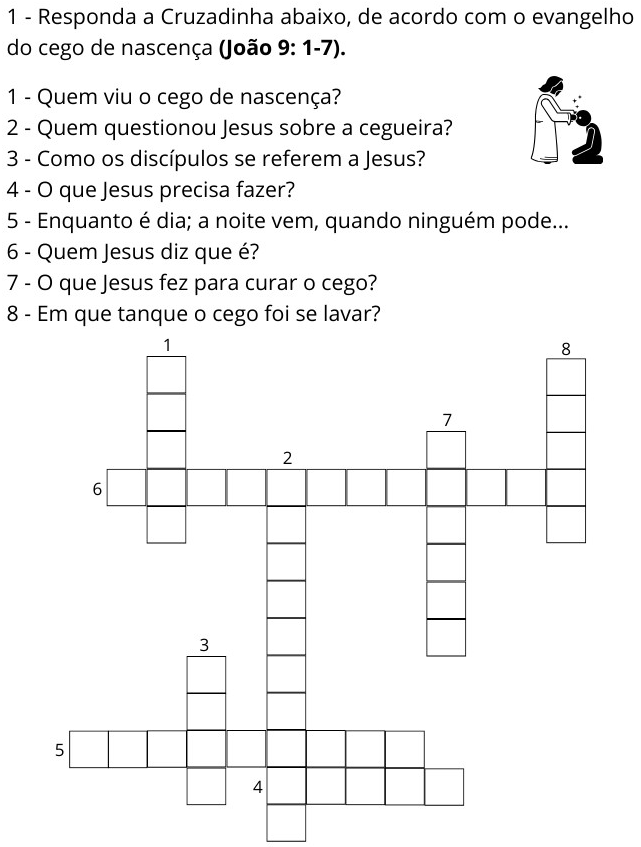 1 - Responda a Cruzadinha abaixo, de acordo com o evangelho
do cego de nascença (João 9: 1-7).
1 - Quem viu o cego de nascença?
2 - Quem questionou Jesus sobre a cegueira?
3 - Como os discípulos se referem a Jesus?
4 - O que Jesus precisa fazer?
5 - Enquanto é dia; a noite vem, quando ninguém pode...
6 - Quem Jesus diz que é?
7 - O que Jesus fez para curar o cego?
8 - Em que tanque o cego foi se lavar?
1
8
7
2
6
3
5
4